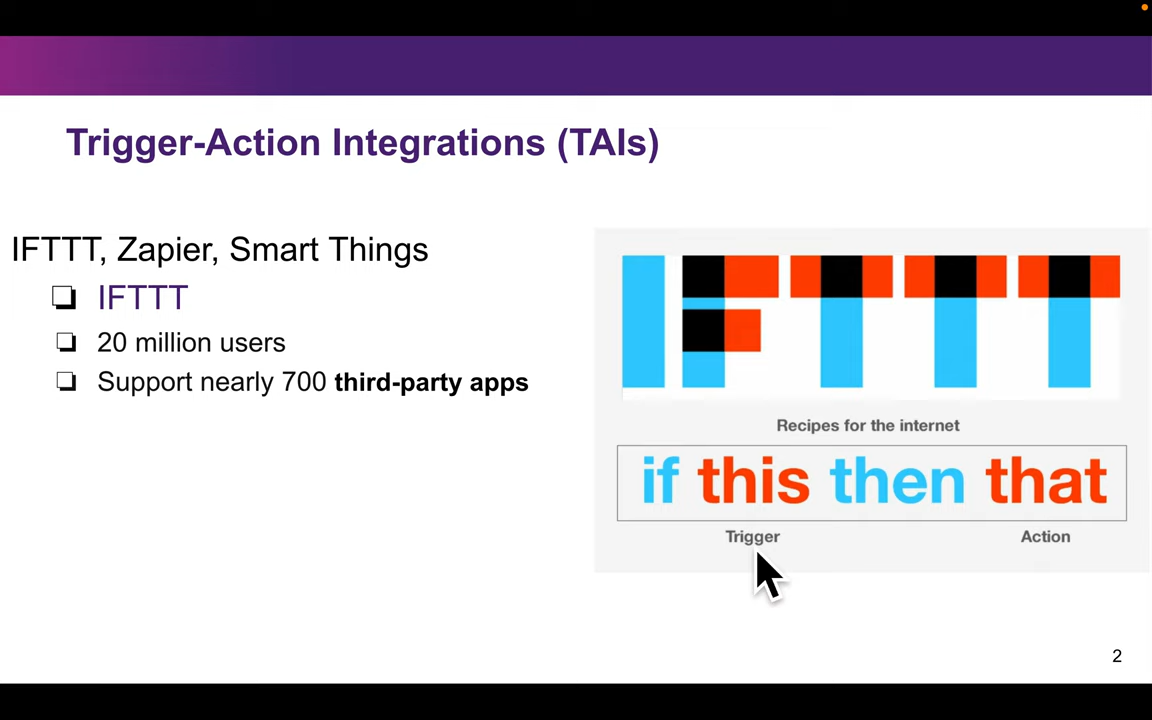 Trigger-Action Integrations (TAIs)
IFTTT, Zapier, Smart Things
❏ IFTTT
❏ 20 million users
❏ Support nearly 700 third-party apps
IFTTT
Recipes for the internet
if this then that
Trigger Action
2